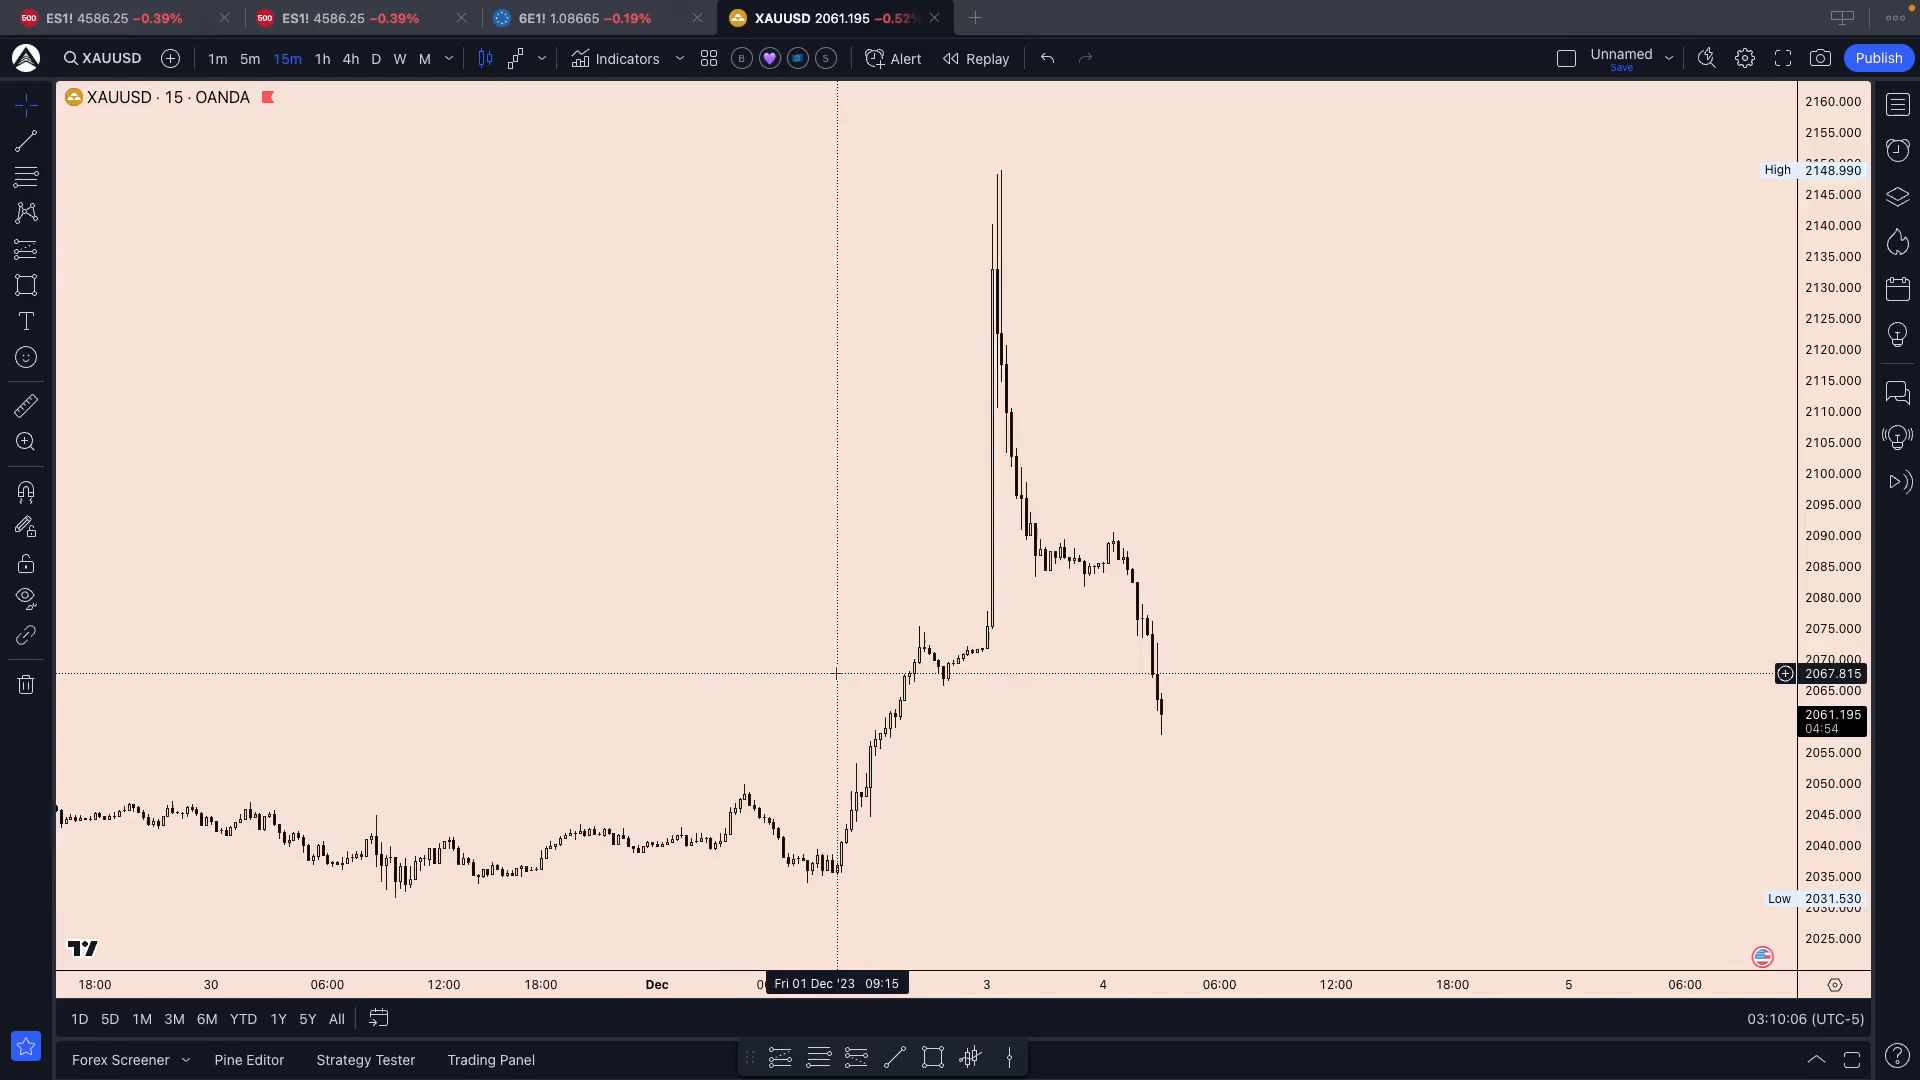 500 ES1! 4586.25 −0.39%
500 ES1! 4586.25 −0.39%
6E1! 1.08665 −0.19%
XAUUSD 2061.195 −0.52%
XAUUSD 1m 5m 15m 1h 4h D W M Indicators B S Alert Replay Unnamed Save Publish
XAUUSD · 15 · OANDA
2160.000
2155.000
High 2148.990
2145.000
2140.000
2135.000
2130.000
2125.000
2120.000
2115.000
2110.000
2105.000
2100.000
2095.000
2090.000
2085.000
2080.000
2075.000
2070.000
2067.815
2065.000
2061.195
04:54
2055.000
2050.000
2045.000
2040.000
2035.000
Low 2031.530
2030.000
2025.000
18:00 30 06:00 12:00 18:00 Dec Fri 01 Dec '23 09:15 3 4 06:00 12:00 18:00 5 06:00
1D 5D 1M 3M 6M YTD 1Y 5Y All 03:10:06 (UTC-5)
Forex Screener Pine Editor Strategy Tester Trading Panel